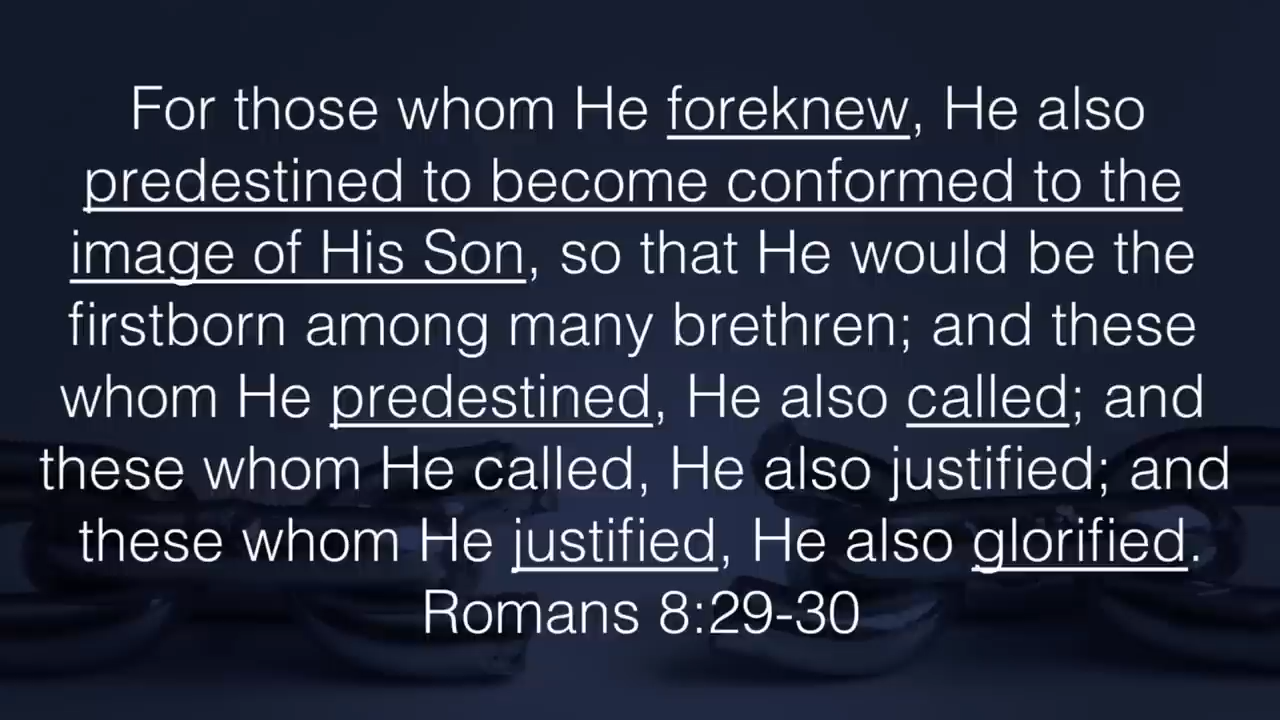 For those whom He foreknew, He also
predestined to become conformed to the
image of His Son, so that He would be the
firstborn among many brethren; and these
whom He predestined, He also called; and
these whom He called, He also justified; and
these whom He justified, He also glorified.
Romans 8:29-30